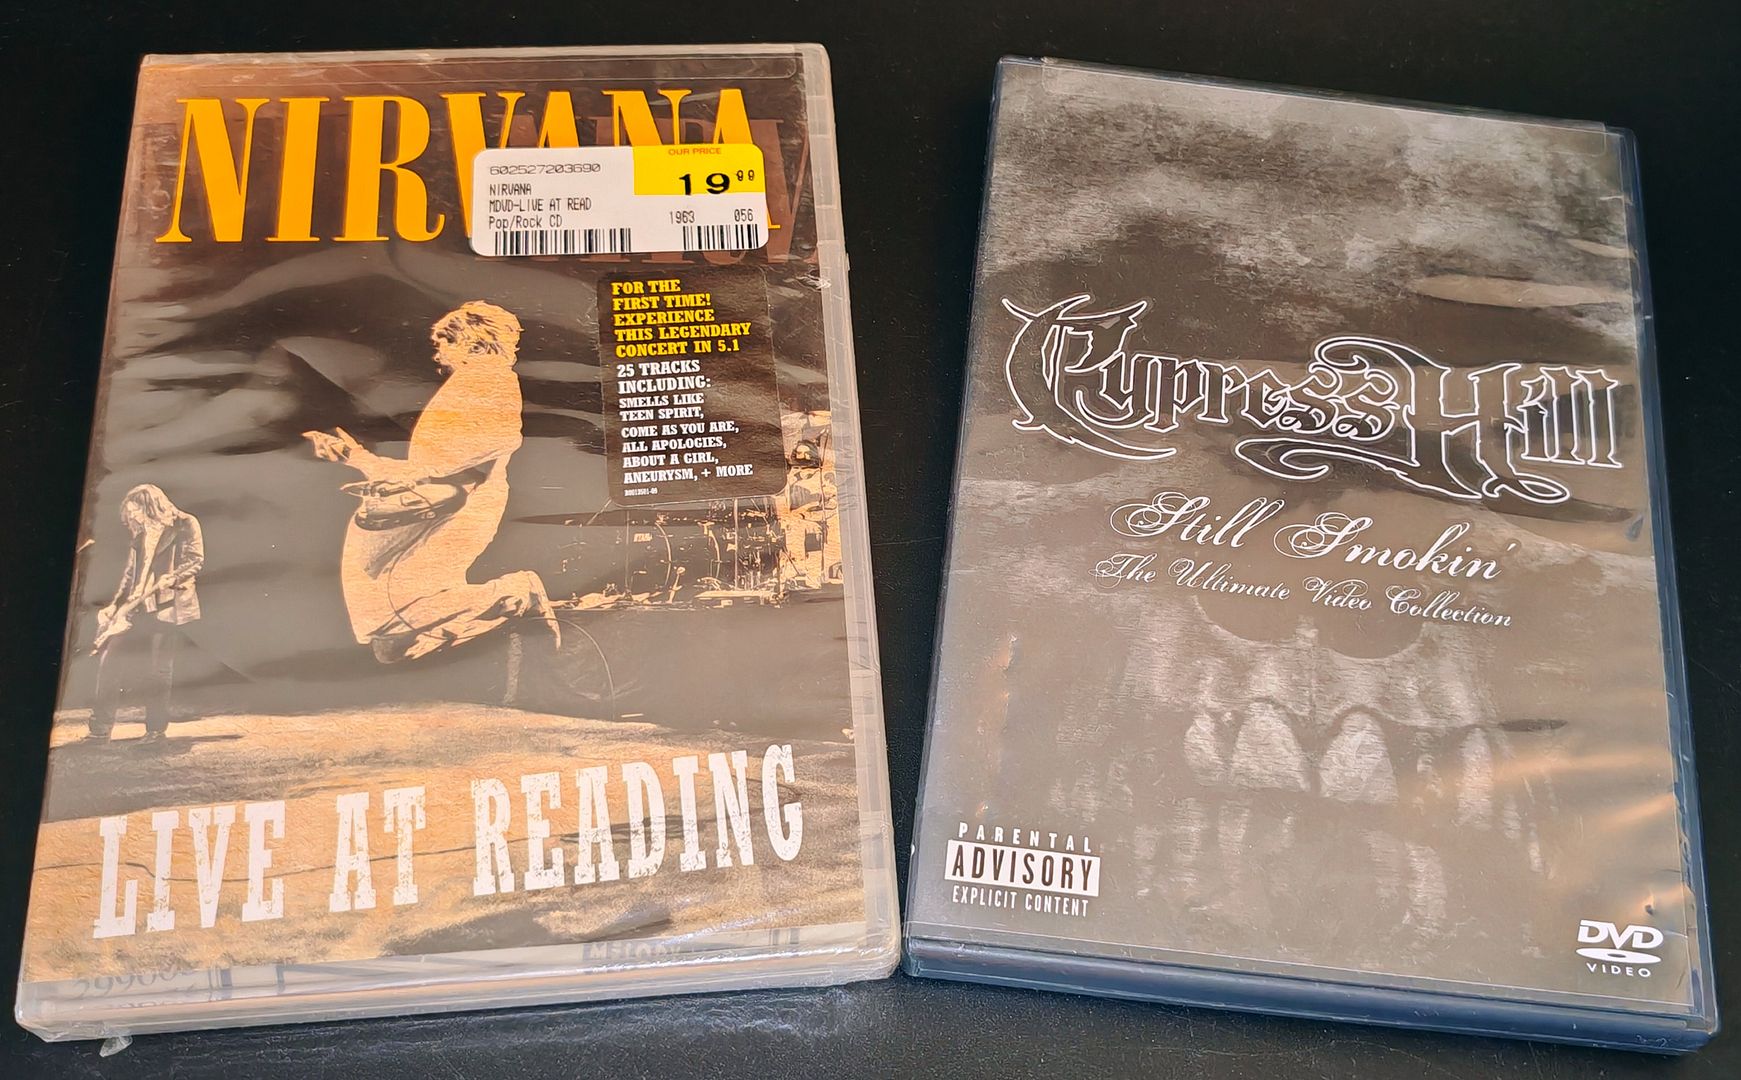 NIRVANA
602527203690
OUR PRICE
19 99
NIRVANA
MDVD-LIVE AT READ
Pop/Rock CD
1963 056
FOR THE
FIRST TIME!
EXPERIENCE
THIS LEGENDARY
CONCERT IN 5.1
25 TRACKS
INCLUDING:
SMELLS LIKE
TEEN SPIRIT,
COME AS YOU ARE,
ALL APOLOGIES,
ABOUT A GIRL,
ANEURYSM, + MORE
LIVE AT READING
Cypress Hill
Still Smokin'
The Ultimate Video Collection
PARENTAL
ADVISORY
EXPLICIT CONTENT
DVD
VIDEO